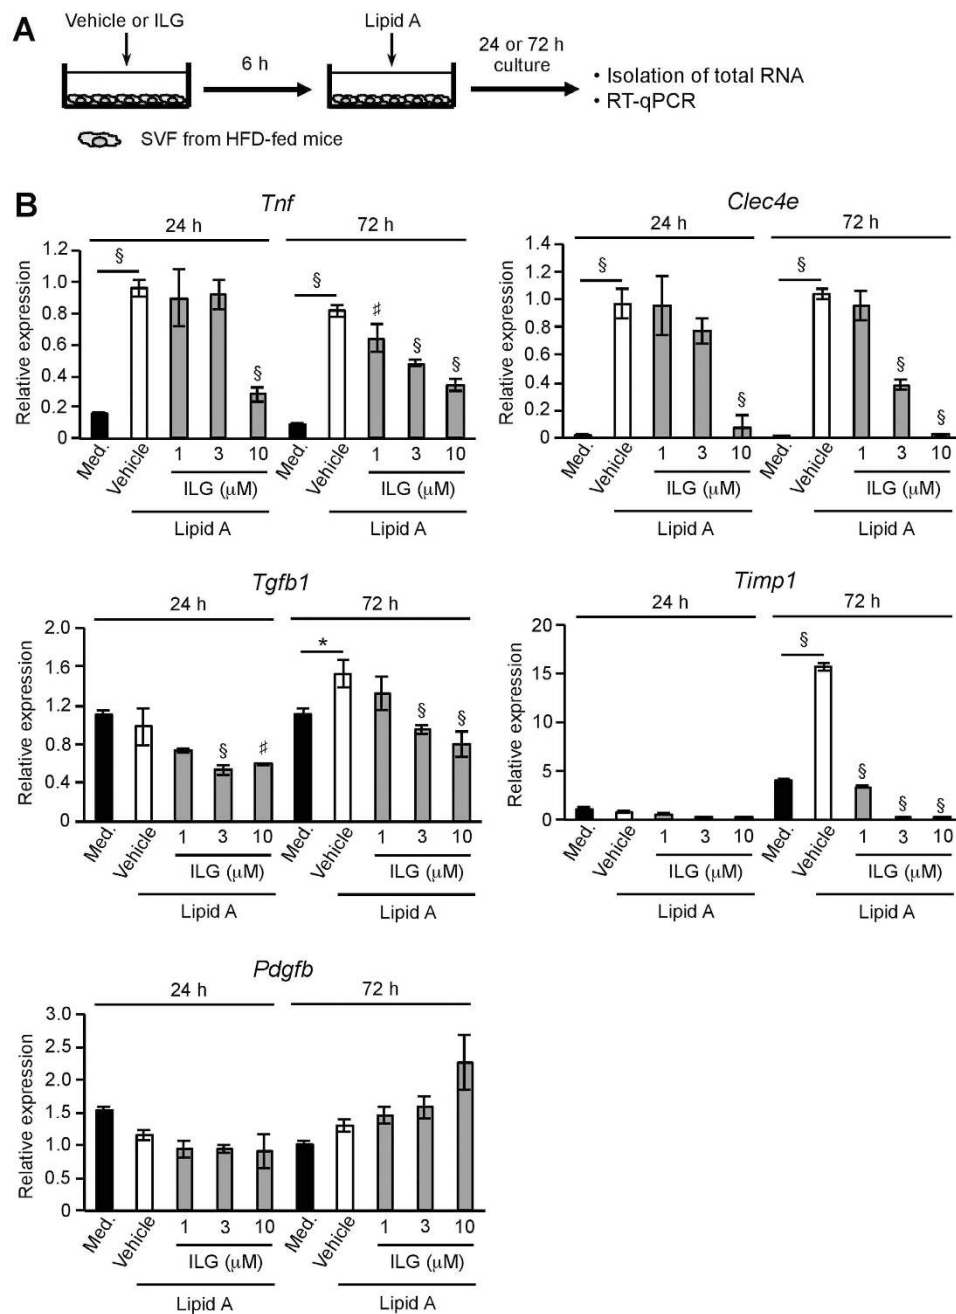 A
Vehicle or ILG
Lipid A
6 h
24 or 72 h
culture
• Isolation of total RNA
• RT-qPCR
SVF from HFD-fed mice
B
Tnf
24 h
72 h
Relative expression
1.2
1.0
0.8
0.6
0.4
0.2
0
§
§
§
♯
§
§
Med.
Vehicle
1
3
10
Med.
Vehicle
1
3
10
ILG (µM)
ILG (µM)
Lipid A
Lipid A
Clec4e
24 h
72 h
Relative expression
1.4
1.2
1.0
0.8
0.6
0.4
0.2
0
§
§
§
§
§
Med.
Vehicle
1
3
10
Med.
Vehicle
1
3
10
ILG (µM)
ILG (µM)
Lipid A
Lipid A
Tgfb1
24 h
72 h
Relative expression
2.0
1.6
1.2
0.8
0.4
0
§
♯
*
§
§
Med.
Vehicle
1
3
10
Med.
Vehicle
1
3
10
ILG (µM)
ILG (µM)
Lipid A
Lipid A
Timp1
24 h
72 h
Relative expression
20
15
10
5
0
§
§
§
§
Med.
Vehicle
1
3
10
Med.
Vehicle
1
3
10
ILG (µM)
ILG (µM)
Lipid A
Lipid A
Pdgfb
24 h
72 h
Relative expression
3.0
2.5
2.0
1.5
1.0
0.5
0
Med.
Vehicle
1
3
10
Med.
Vehicle
1
3
10
ILG (µM)
ILG (µM)
Lipid A
Lipid A